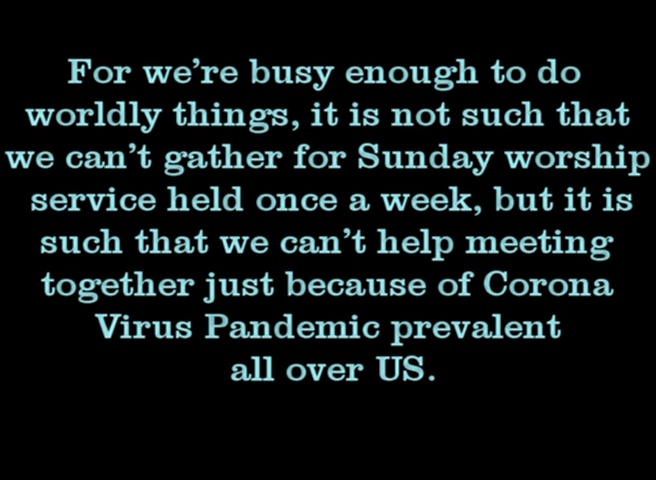 For we’re busy enough to do
worldly things, it is not such that
we can’t gather for Sunday worship
service held once a week, but it is
such that we can’t help meeting
together just because of Corona
Virus Pandemic prevalent
all over US.